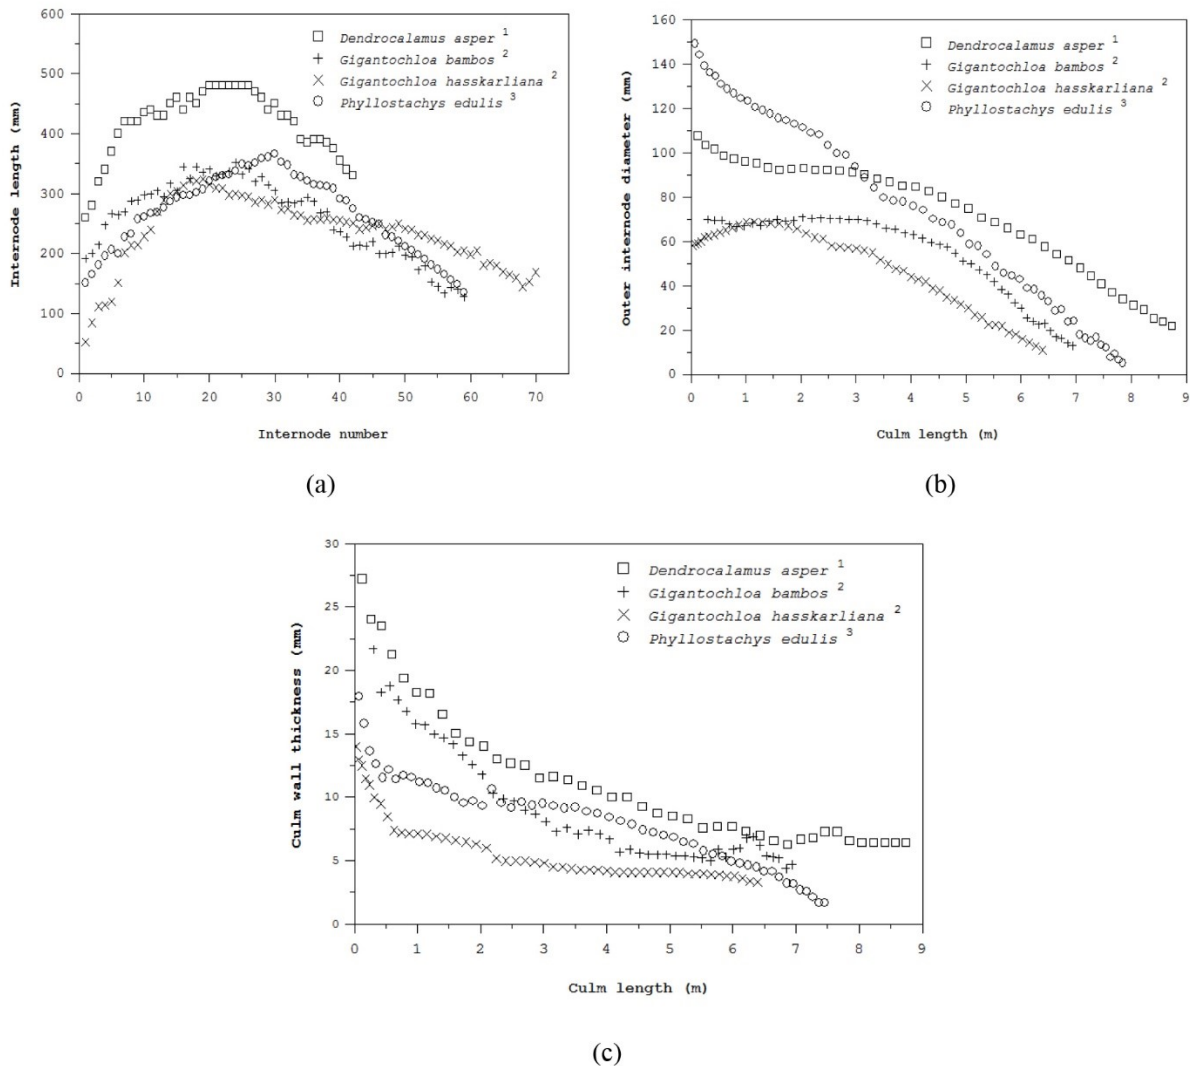 600
500
400
300
200
100
0
Internode length (mm)
0 10 20 30 40 50 60 70
Internode number
Dendrocalamus asper 1
Gigantochloa bambos 2
Gigantochloa hasskarliana 2
Phyllostachys edulis 3
(a)
160
140
120
100
80
60
40
20
0
Outer internode diameter (mm)
0 1 2 3 4 5 6 7 8 9
Culm length (m)
Dendrocalamus asper 1
Gigantochloa bambos 2
Gigantochloa hasskarliana 2
Phyllostachys edulis 3
(b)
30
25
20
15
10
5
0
Culm wall thickness (mm)
0 1 2 3 4 5 6 7 8 9
Culm length (m)
Dendrocalamus asper 1
Gigantochloa bambos 2
Gigantochloa hasskarliana 2
Phyllostachys edulis 3
(c)